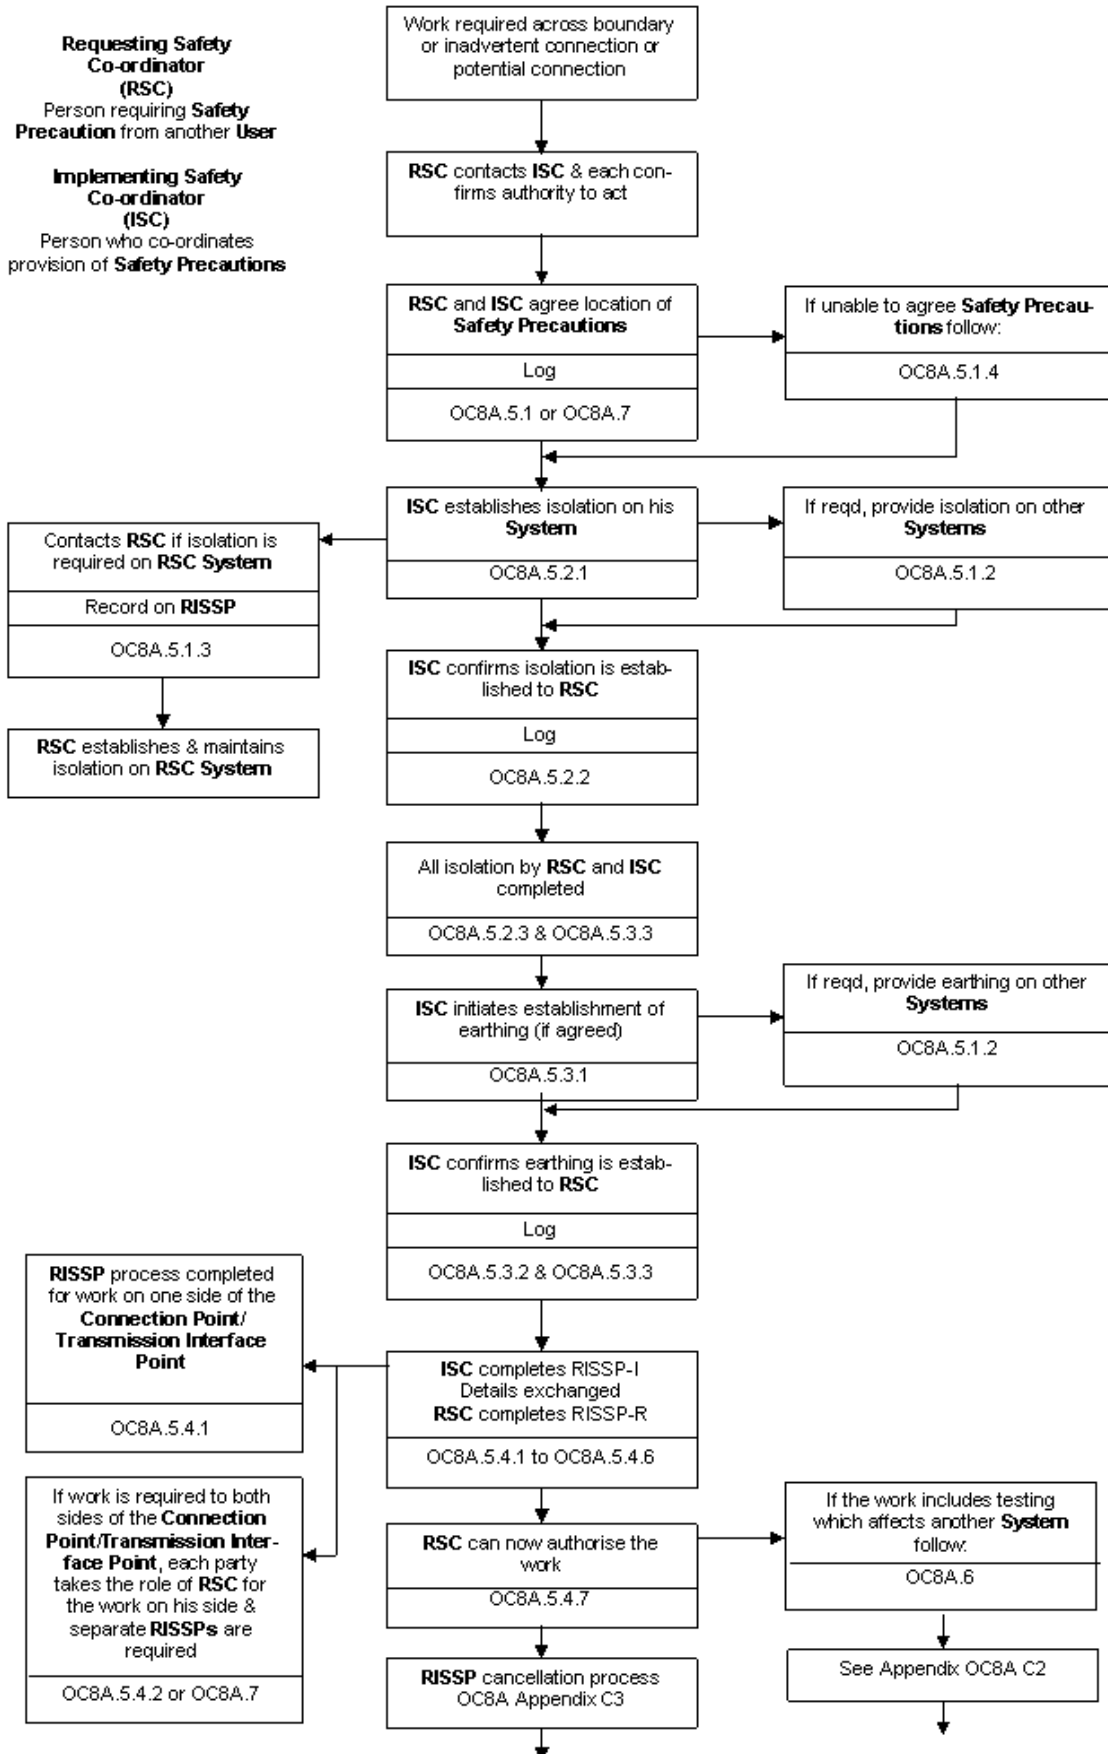 Requesting Safety
Co-ordinator
(RSC)
Person requiring Safety
Precaution from another User
Implementing Safety
Co-ordinator
(ISC)
Person who co-ordinates
provision of Safety Precautions
Work required across boundary
or inadvertent connection or
potential connection
RSC contacts ISC & each con-
firms authority to act
RSC and ISC agree location of
Safety Precautions
Log
OC8A.5.1 or OC8A.7
If unable to agree Safety Precau-
tions follow:
OC8A.5.1.4
ISC establishes isolation on his
System
OC8A.5.2.1
If reqd, provide isolation on other
Systems
OC8A.5.1.2
Contacts RSC if isolation is
required on RSC System
Record on RISSP
OC8A.5.1.3
RSC establishes & maintains
isolation on RSC System
ISC confirms isolation is estab-
lished to RSC
Log
OC8A.5.2.2
All isolation by RSC and ISC
completed
OC8A.5.2.3 & OC8A.5.3.3
ISC initiates establishment of
earthing (if agreed)
OC8A.5.3.1
If reqd, provide earthing on other
Systems
OC8A.5.1.2
ISC confirms earthing is estab-
lished to RSC
Log
OC8A.5.3.2 & OC8A.5.3.3
RISSP process completed
for work on one side of the
Connection Point/
Transmission Interface
Point
OC8A.5.4.1
ISC completes RISSP-I
Details exchanged
RSC completes RISSP-R
OC8A.5.4.1 to OC8A.5.4.6
If work is required to both
sides of the Connection
Point/Transmission Inter-
face Point, each party
takes the role of RSC for
the work on his side &
separate RISSPs are
required
OC8A.5.4.2 or OC8A.7
RSC can now authorise the
work
OC8A.5.4.7
If the work includes testing
which affects another System
follow:
OC8A.6
See Appendix OC8A C2
RISSP cancellation process
OC8A Appendix C3